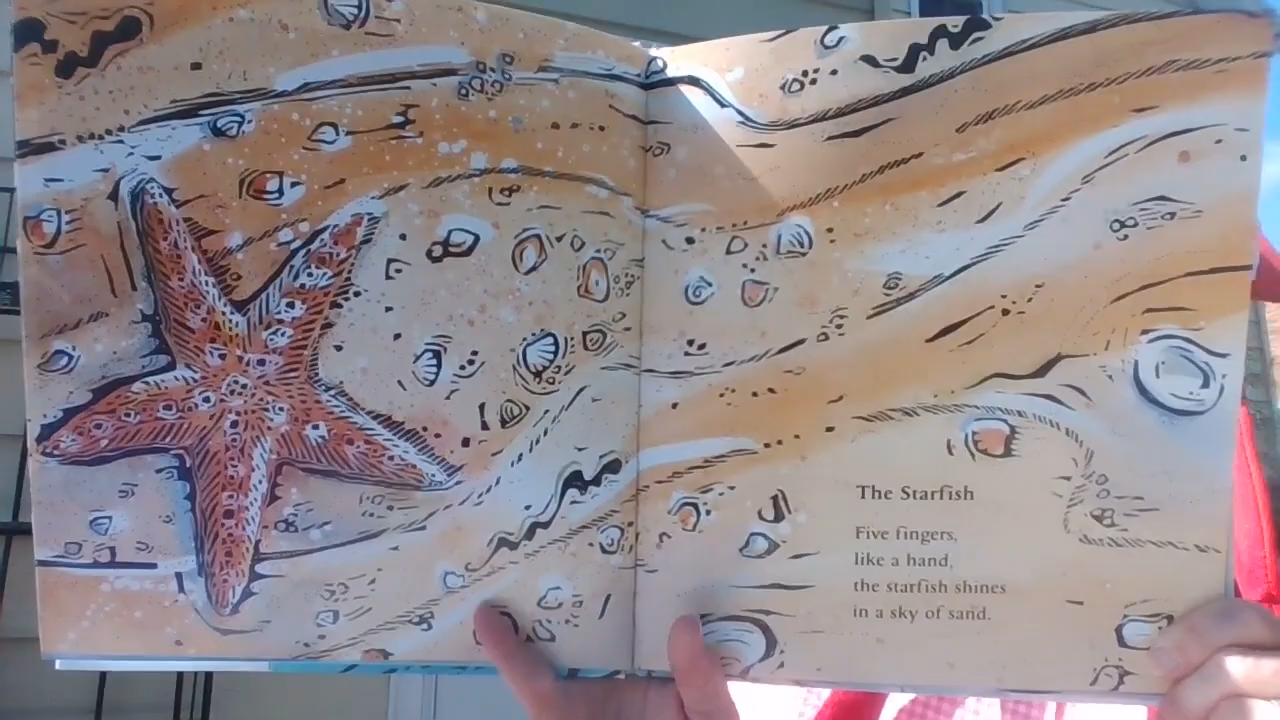 The Starfish
Five fingers,
like a hand,
the starfish shines
in a sky of sand.